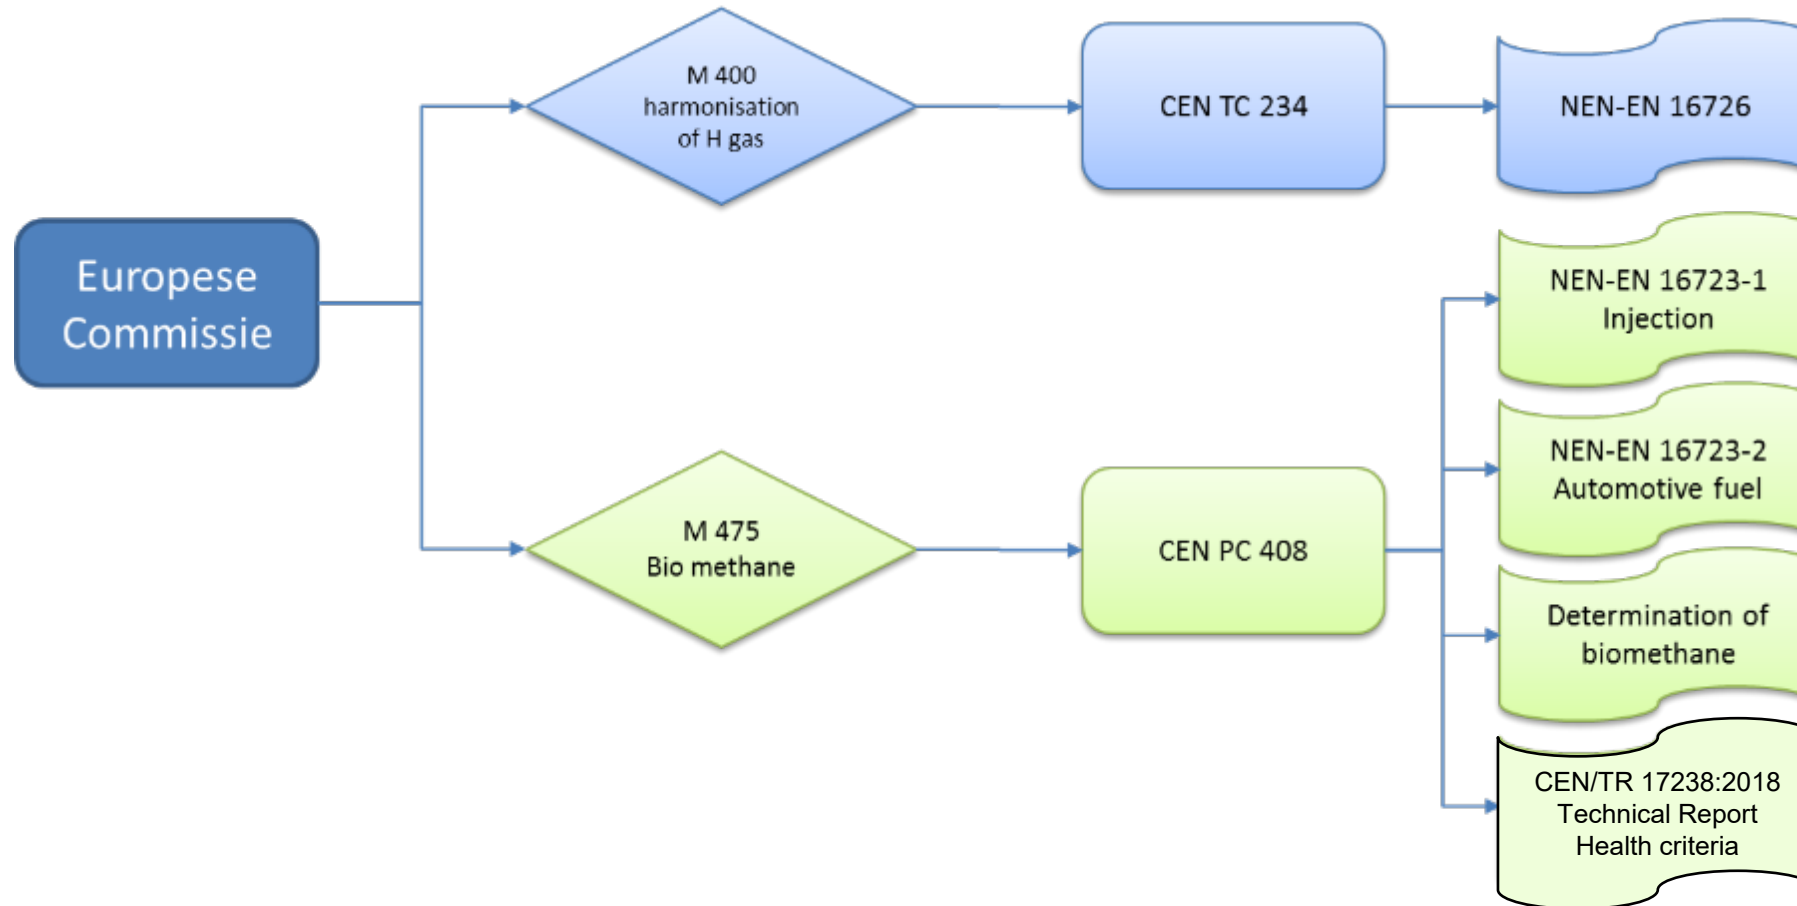 M 400
harmonisation
of H gas
CEN TC 234
NEN-EN 16726
Europese
Commissie
NEN-EN 16723-1
Injection
NEN-EN 16723-2
Automotive fuel
M 475
Bio methane
CEN PC 408
Determination of
biomethane
CEN/TR 17238:2018
Technical Report
Health criteria